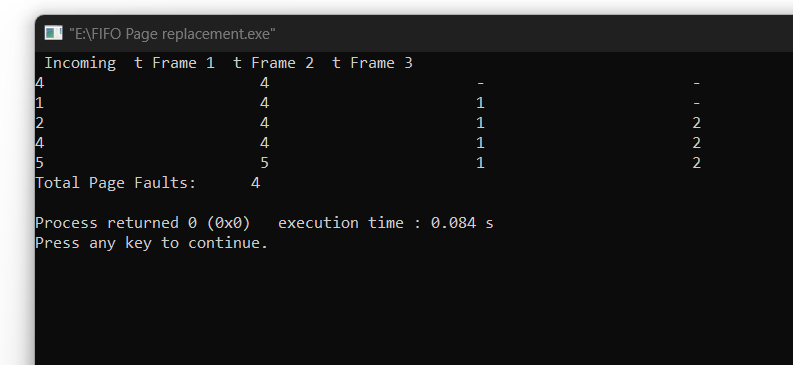 "E:\FIFO Page replacement.exe"
Incoming t Frame 1 t Frame 2 t Frame 3
4 4 - -
1 4 1 -
2 4 1 2
4 4 1 2
5 5 1 2
Total Page Faults: 4
Process returned 0 (0x0) execution time : 0.084 s
Press any key to continue.